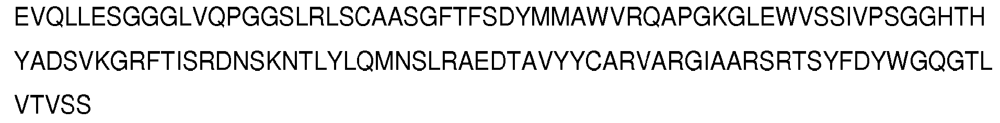 EVQLLESGGGLVQPGGSLRLSCAASGFTFSDYMMAWVRQAPGKGLEWVSSIVPSGGHTH
YADSVKGRFTISRDNSKNTLYLQMNSLRAEDTAVYYCARVARGIAARSRTSYFDYWGQGTL
VTVSS